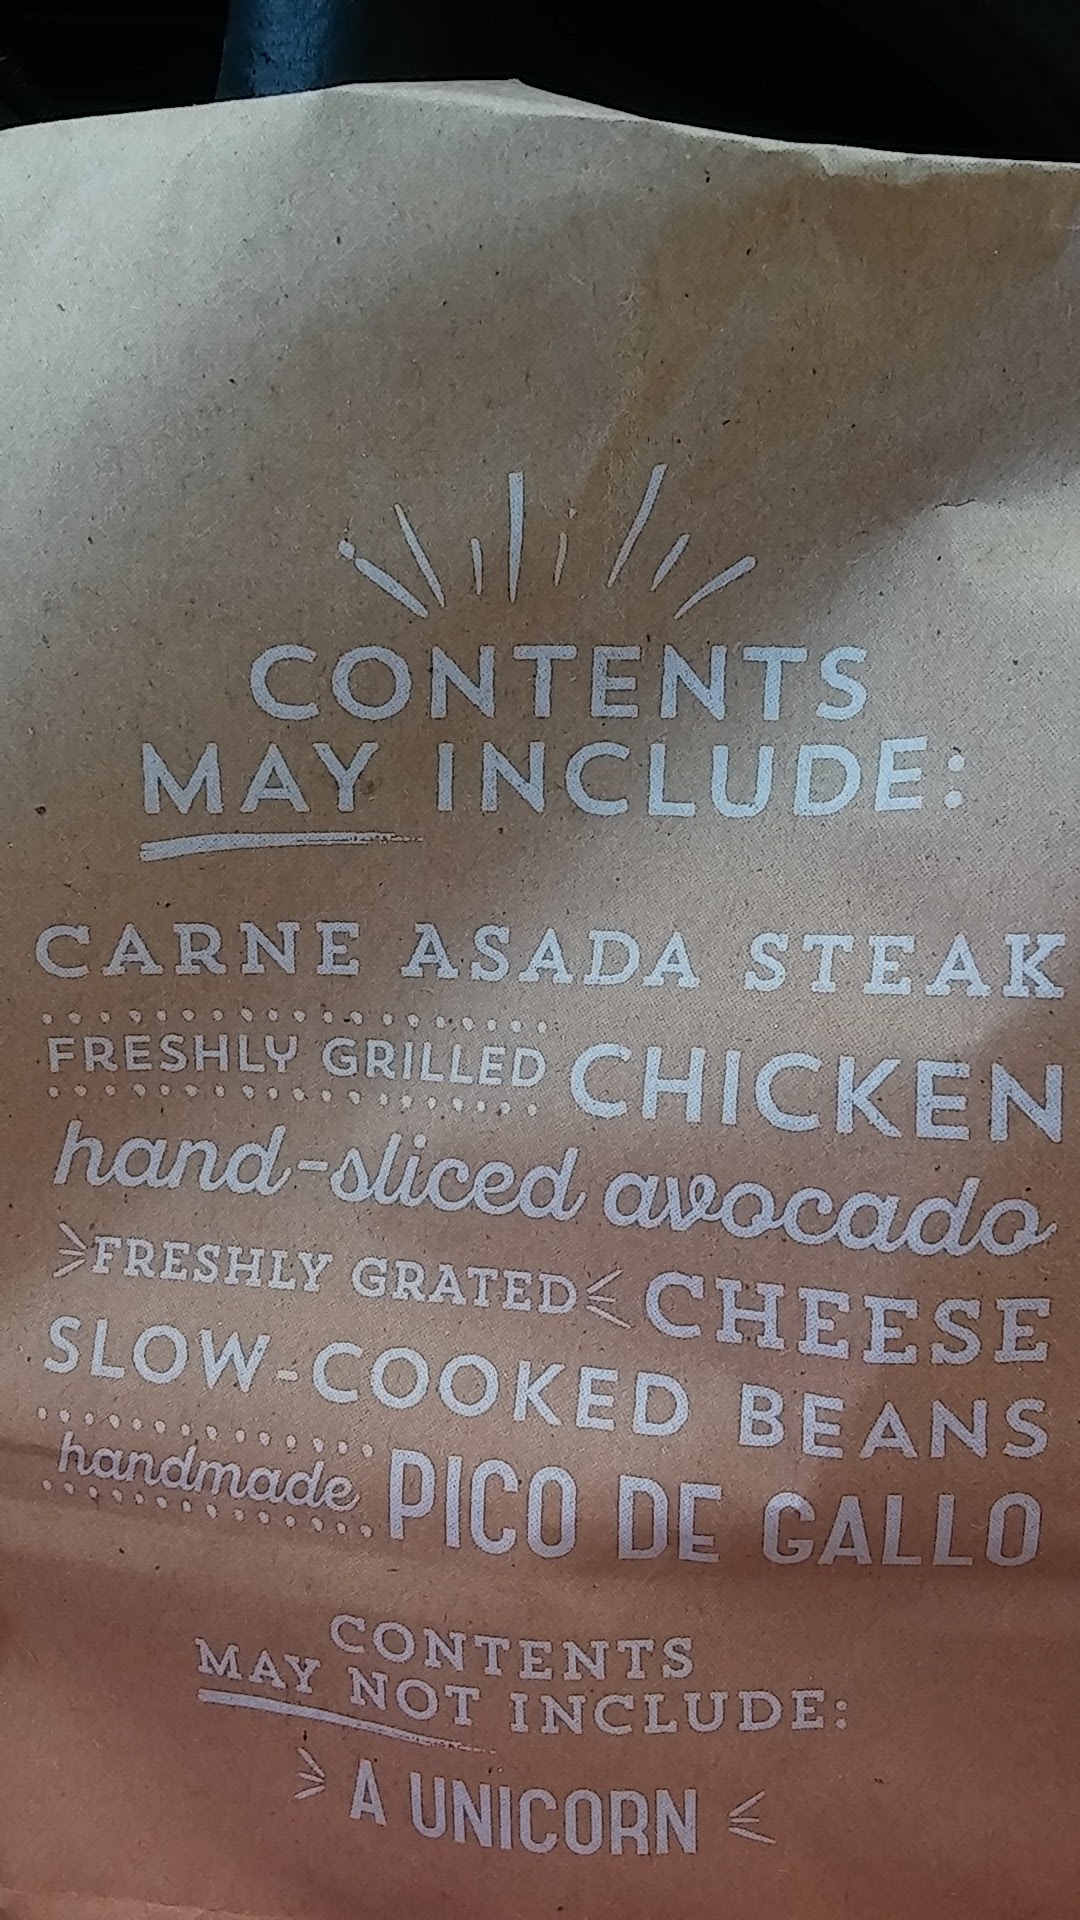 CONTENTS
MAY INCLUDE:
CARNE ASADA STEAK
FRESHLY GRILLED CHICKEN
hand-sliced avocado
FRESHLY GRATED CHEESE
SLOW-COOKED BEANS
handmade PICO DE GALLO
CONTENTS
MAY NOT INCLUDE:
A UNICORN